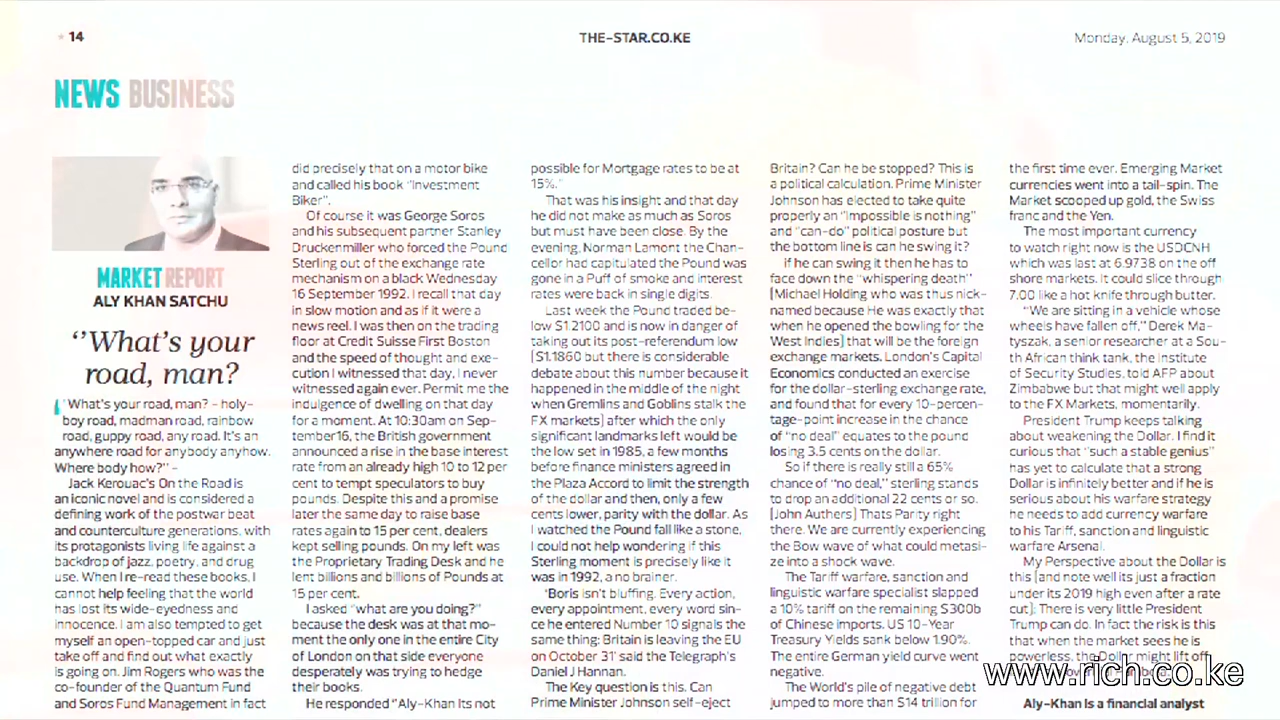 14
THE-STAR.CO.KE
Monday, August 5, 2019
NEWS BUSINESS
MARKET REPORT
ALY KHAN SATCHU
‘’What’s your
road, man?
“What’s your road, man? – holy-
boy road, madman road, rainbow
road, guppy road, any road. It’s an
anywhere road for anybody anyhow.
Where body how?” –
Jack Kerouac’s On the Road is
an iconic novel and is considered a
defining work of the postwar beat
and counterculture generations, with
its protagonists living life against a
backdrop of jazz, poetry, and drug
use. When I re-read these books, I
cannot help feeling that the world
has lost its wide-eyedness and
innocence. I am also tempted to get
myself an open-topped car and just
take off and find out what exactly
is going on. Jim Rogers who was the
co-founder of the Quantum Fund
and Soros Fund Management in fact
did precisely that on a motor bike
and called his book ‘’Investment
Biker’’.
Of course it was George Soros
and his subsequent partner Stanley
Druckenmiller who forced the Pound
Sterling out of the exchange rate
mechanism on a black Wednesday
16 September 1992. I recall that day
in slow motion and as if it were a
news reel. I was then on the trading
floor at Credit Suisse First Boston
and the speed of thought and exe-
cution I witnessed that day, I never
witnessed again ever. Permit me the
indulgence of dwelling on that day
for a moment. At 10:30am on Sep-
tember16, the British government
announced a rise in the base interest
rate from an already high 10 to 12 per
cent to tempt speculators to buy
pounds. Despite this and a promise
later the same day to raise base
rates again to 15 per cent, dealers
kept selling pounds. On my left was
the Proprietary Trading Desk and he
lent billions and billions of Pounds at
15 per cent.
I asked ‘’what are you doing?’’
because the desk was at that mo-
ment the only one in the entire City
of London on that side everyone
desperately was trying to hedge
their books.
He responded ‘’Aly-Khan Its not
possible for Mortgage rates to be at
15%.’’
That was his insight and that day
he did not make as much as Soros
but must have been close. By the
evening, Norman Lamont the Chan-
cellor had capitulated the Pound was
gone in a Puff of smoke and interest
rates were back in single digits.
Last week the Pound traded be-
low $1.2100 and is now in danger of
taking out its post-referendum low
[$1.1860 but there is considerable
debate about this number because it
happened in the middle of the night
when Gremlins and Goblins stalk the
FX markets] after which the only
significant landmarks left would be
the low set in 1985, a few months
before finance ministers agreed in
the Plaza Accord to limit the strength
of the dollar and then, only a few
cents lower, parity with the dollar. As
I watched the Pound fall like a stone,
I could not help wondering if this
Sterling moment is precisely like it
was in 1992, a no brainer.
‘Boris isn’t bluffing. Every action,
every appointment, every word sin-
ce he entered Number 10 signals the
same thing: Britain is leaving the EU
on October 31’ said the Telegraph’s
Daniel J Hannan.
The Key question is this. Can
Prime Minister Johnson self-eject
Britain? Can he be stopped? This is
a political calculation. Prime Minister
Johnson has elected to take quite
properly an ‘’impossible is nothing’’
and ‘’can-do’’ political posture but
the bottom line is can he swing it?
if he can swing it then he has to
face down the ‘’whispering death’’
[Michael Holding who was thus nick-
named because He was exactly that
when he opened the bowling for the
West Indies] that will be the foreign
exchange markets. London’s Capital
Economics conducted an exercise
for the dollar-sterling exchange rate,
and found that for every 10-percen-
tage-point increase in the chance
of “no deal” equates to the pound
losing 3.5 cents on the dollar.
So if there is really still a 65%
chance of “no deal,” sterling stands
to drop an additional 22 cents or so.
[John Authers] Thats Parity right
there. We are currently experiencing
the Bow wave of what could metasi-
ze into a shock wave.
The Tariff warfare, sanction and
linguistic warfare specialist slapped
a 10% tariff on the remaining $300b
of Chinese imports. US 10-Year
Treasury Yields sank below 1.90%.
The entire German yield curve went
negative.
The World’s pile of negative debt
jumped to more than $14 trillion for
the first time ever. Emerging Market
currencies went into a tail-spin. The
Market scooped up gold, the Swiss
franc and the Yen.
The most important currency
to watch right now is the USDCNH
which was last at 6.9738 on the off
shore markets. It could slice through
7.00 like a hot knife through butter.
“We are sitting in a vehicle whose
wheels have fallen off,” Derek Ma-
tyszak, a senior researcher at a Sou-
th African think tank, the Institute
of Security Studies, told AFP about
Zimbabwe but that might well apply
to the FX Markets, momentarily.
President Trump keeps talking
about weakening the Dollar. I find it
curious that ‘’such a stable genius’’
has yet to calculate that a strong
Dollar is infinitely better and if he is
serious about his warfare strategy
he needs to add currency warfare
to his Tariff, sanction and linguistic
warfare Arsenal.
My Perspective about the Dollar is
this [and note well its just a fraction
under its 2019 high even after a rate
cut]: There is very little President
Trump can do. In fact the risk is this
that when the market sees he is
powerless, the Dollar might lift off
www.rich.co.ke
Aly-Khan is a financial analyst